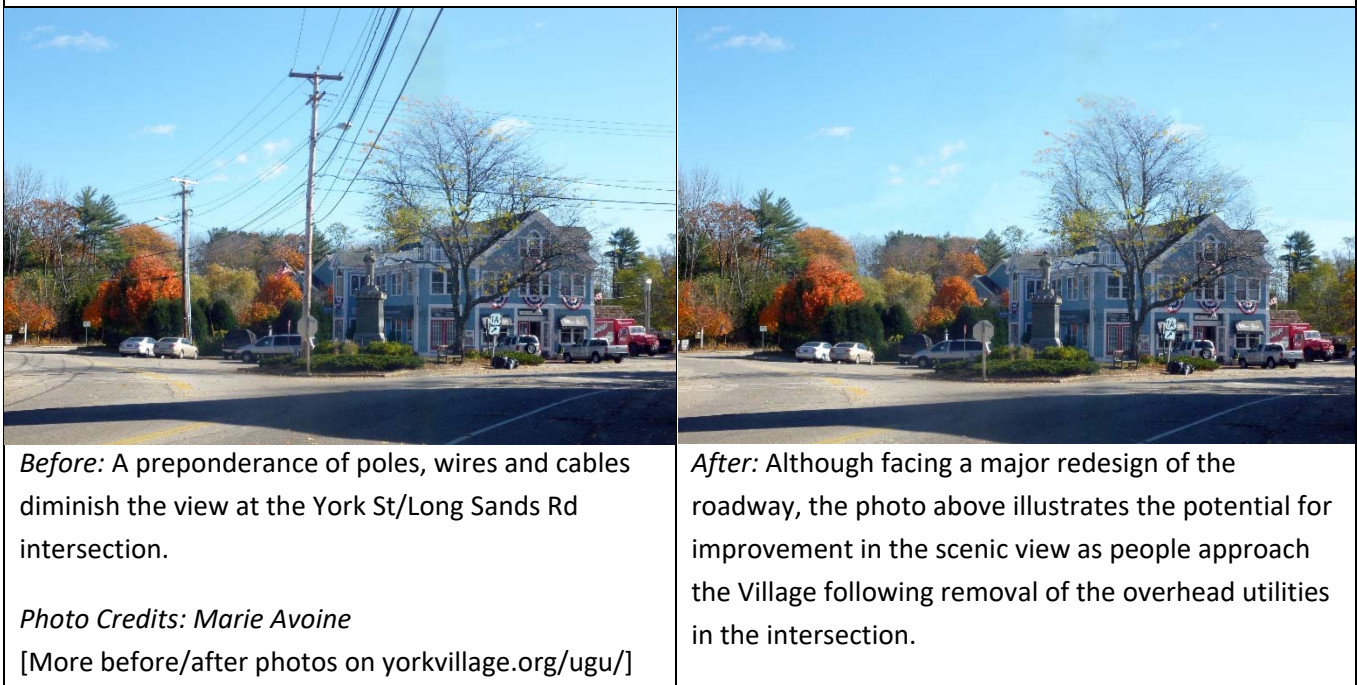 1A
1A
Before: A preponderance of poles, wires and cables
diminish the view at the York St/Long Sands Rd
intersection.
Photo Credits: Marie Avoine
[More before/after photos on yorkvillage.org/ugu/]
After: Although facing a major redesign of the
roadway, the photo above illustrates the potential for
improvement in the scenic view as people approach
the Village following removal of the overhead utilities
in the intersection.